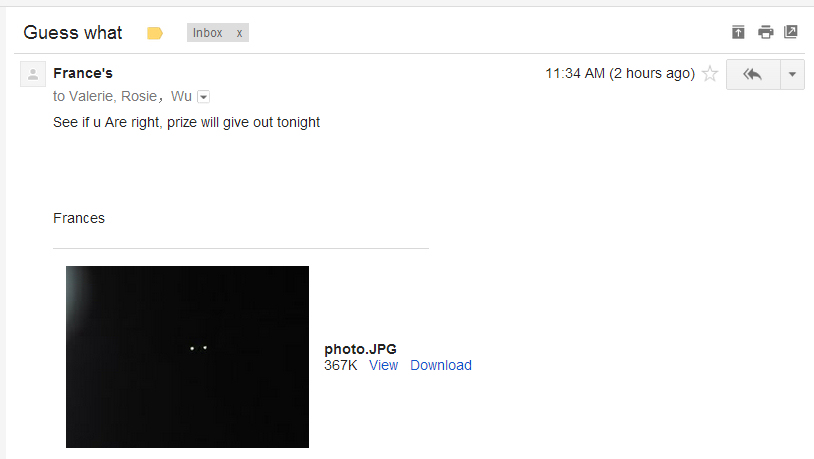 Guess what
Inbox x
France's
11:34 AM (2 hours ago)
to Valerie, Rosie，Wu
See if u Are right, prize will give out tonight
Frances
photo.JPG
367K View Download